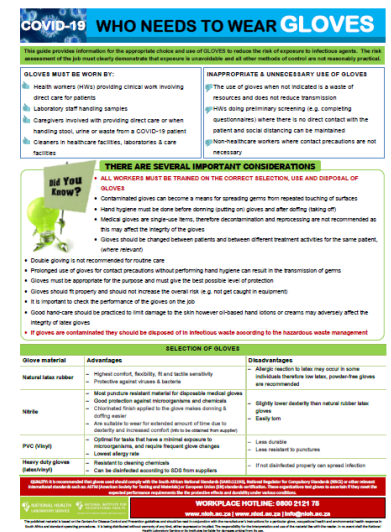 COVID-19 WHO NEEDS TO WEAR GLOVES
This guide provides information for the appropriate choice and use of GLOVES to reduce the risk of exposure to infectious agents. The risk
assessment of the job must clearly demonstrate that exposure is unavoidable and all other methods of control are not reasonably practical.
GLOVES MUST BE WORN BY:
Health workers (HWs) providing clinical work involving
direct care for patients
Laboratory staff handling samples
Caregivers involved with providing direct care or when
handling stool, urine or waste from a COVID-19 patient
Cleaners in healthcare facilities, laboratories & care
facilities
INAPPROPRIATE & UNNECESSARY USE OF GLOVES
The use of gloves when not indicated is a waste of
resources and does not reduce transmission
HWs doing preliminary screening (e.g. completing
questionnaires) where there is no direct contact with the
patient and social distancing can be maintained
Non-healthcare workers where contact precautions are not
necessary
THERE ARE SEVERAL IMPORTANT CONSIDERATIONS
Did You
Know?
• ALL WORKERS MUST BE TRAINED ON THE CORRECT SELECTION, USE AND DISPOSAL OF
GLOVES
• Contaminated gloves can become a means for spreading germs from repeated touching of surfaces
• Hand hygiene must be done before donning (putting on) gloves and after doffing (taking off)
• Medical gloves are single-use items, therefore decontamination and reprocessing are not recommended as
this may affect the integrity of the gloves
• Gloves should be changed between patients and between different treatment activities for the same patient,
(where relevant)
• Double gloving is not recommended for routine care
• Prolonged use of gloves for contact precautions without performing hand hygiene can result in the transmission of germs
• Gloves must be appropriate for the purpose and must give the best possible level of protection
• Gloves should fit properly and should not increase the overall risk (e.g. not get caught in equipment)
• It is important to check the performance of the gloves on the job
• Good hand-care should be practiced to limit damage to the skin however oil-based hand lotions or creams may adversely affect the
integrity of latex gloves
• If gloves are contaminated they should be disposed of in infectious waste according to the hazardous waste management
SELECTION OF GLOVES
Glove material Advantages Disadvantages
Natural latex rubber
– Highest comfort, flexibility, fit and tactile sensitivity
– Protective against viruses & bacteria
– Allergic reaction to latex may occur in some
individuals therefore low latex, powder-free gloves
are recommended
Nitrile
– Most puncture resistant material for disposable medical gloves
– Good protection against microorganisms and chemicals
– Chlorinated finish applied to the glove makes donning &
doffing easier
– Are suitable to wear for extended amount of time due to
dexterity and increased comfort (info to be obtained from supplier)
– Slightly lower dexterity than natural rubber latex
gloves
– Easily torn
PVC (Vinyl)
– Optimal for tasks that have a minimal exposure to
microorganisms, and require frequent glove changes
– Lowest allergy rate
– Less durable
– Less resistant to punctures
Heavy duty gloves
(latex/vinyl)
– Resistant to cleaning chemicals
– Can be disinfected according to SDS from suppliers
– If not disinfected properly can spread infection
NATIONAL HEALTH
LABORATORY SERVICE
WORKPLACE HOTLINE: 0800 2121 75
www.nioh.ac.za | www.nicd.ac.za | info@nioh.ac.za